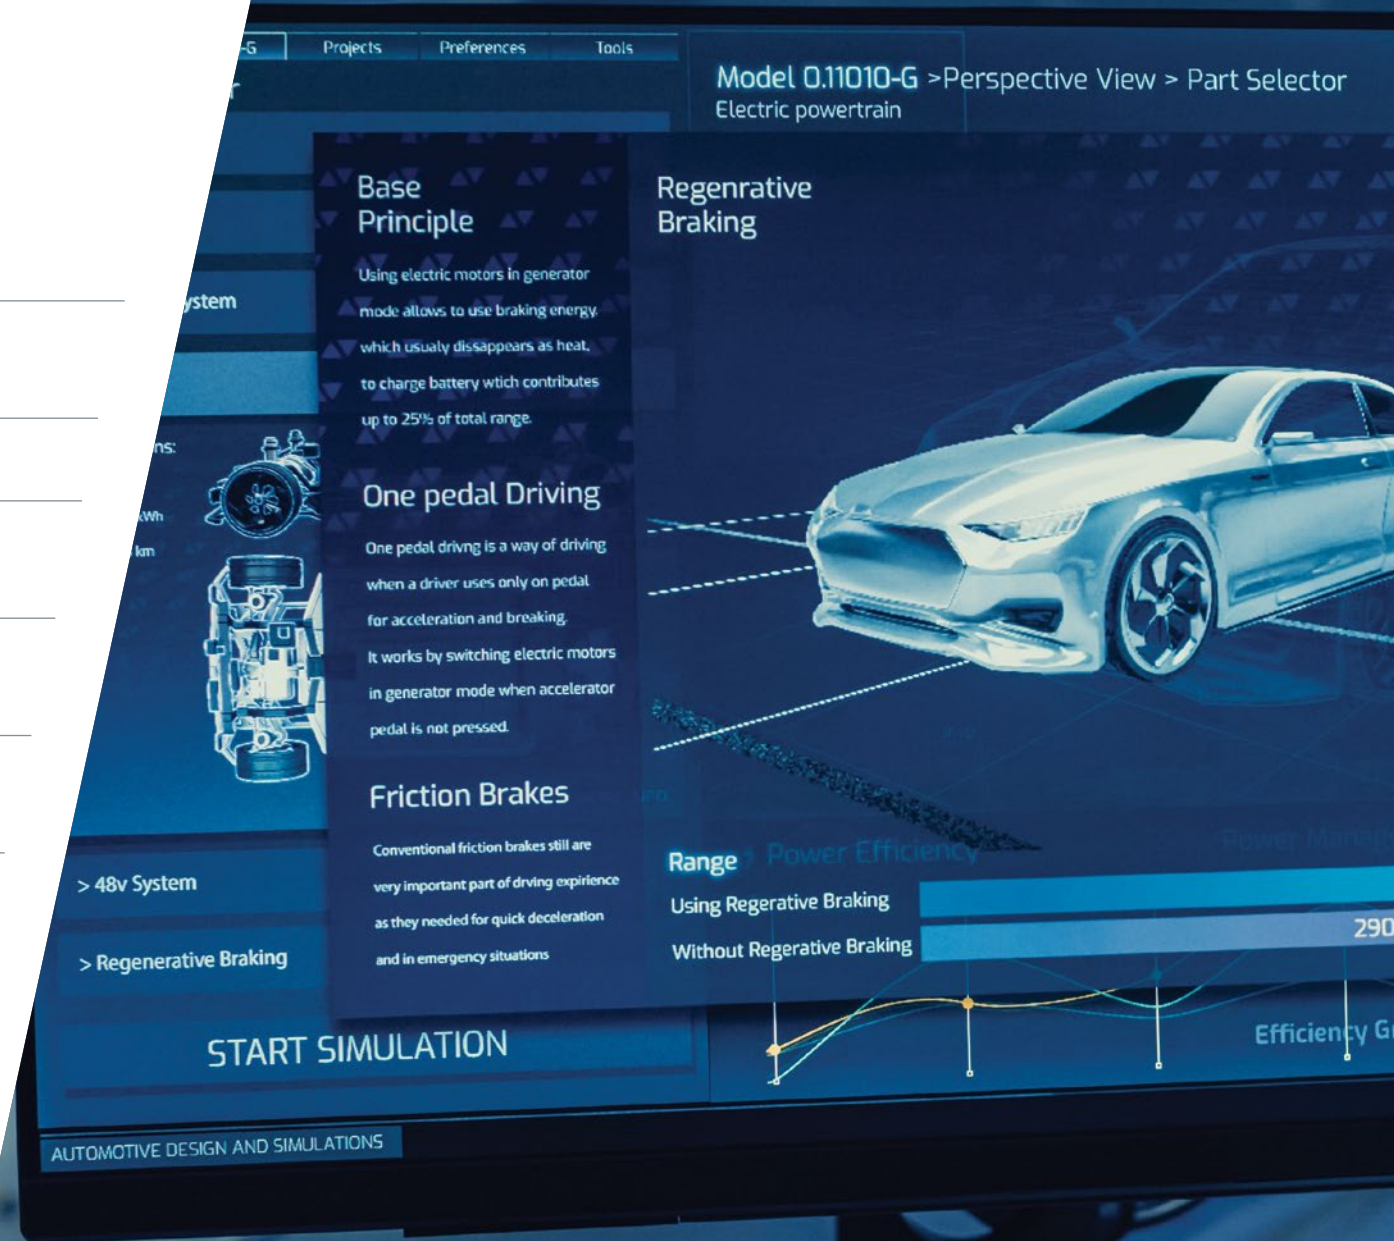 -G
Projects
Preferences
Tools
Model 0.11010-G >Perspective View > Part Selector
Electric powertrain
Base
Principle
Using electric motors in generator
mode allows to use braking energy.
which usualy dissappears as heat,
to charge battery wtich contributes
up to 25% of total range.
One pedal Driving
One pedal drivng is a way of driving
when a driver uses only on pedal
for acceleration and breaking.
It works by switching electric motors
in generator mode when accelerator
pedal is not pressed.
Friction Brakes
Conventional friction brakes still are
very important part of drving expirience
as they needed for quick deceleration
and in emergency situations
Regenrative
Braking
Range
Power Efficiency
Using Regerative Braking
Without Regerative Braking
290
Efficiency G
ystem
ns:
kWh
km
> 48v System
> Regenerative Braking
START SIMULATION
AUTOMOTIVE DESIGN AND SIMULATIONS